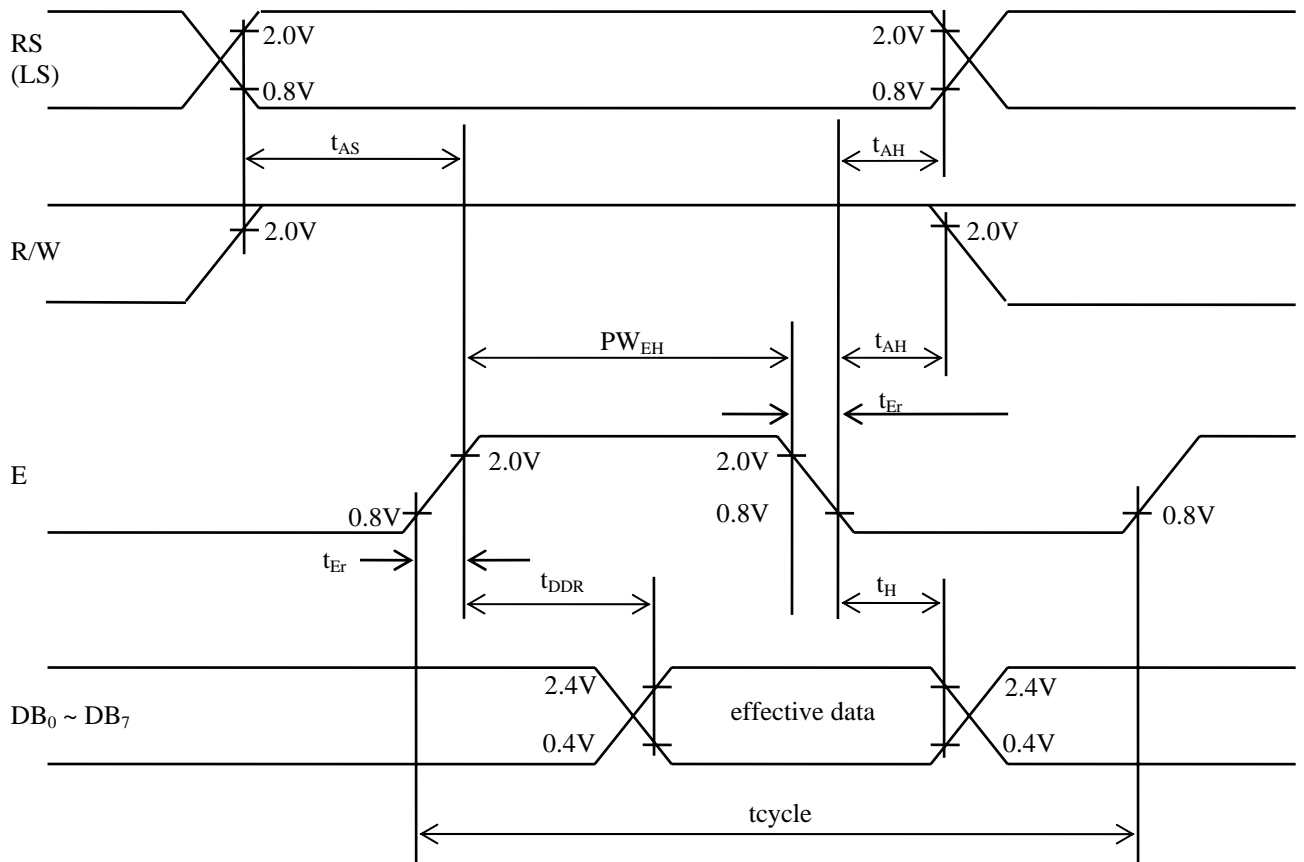 RS
(LS)
2.0V
2.0V
0.8V
0.8V
tAS
tAH
R/W
2.0V
2.0V
PWEH
tAH
tEr
E
2.0V
2.0V
0.8V
0.8V
0.8V
tEr
tDDR
tH
DB0 ~ DB7
2.4V
effective data
2.4V
0.4V
0.4V
tcycle